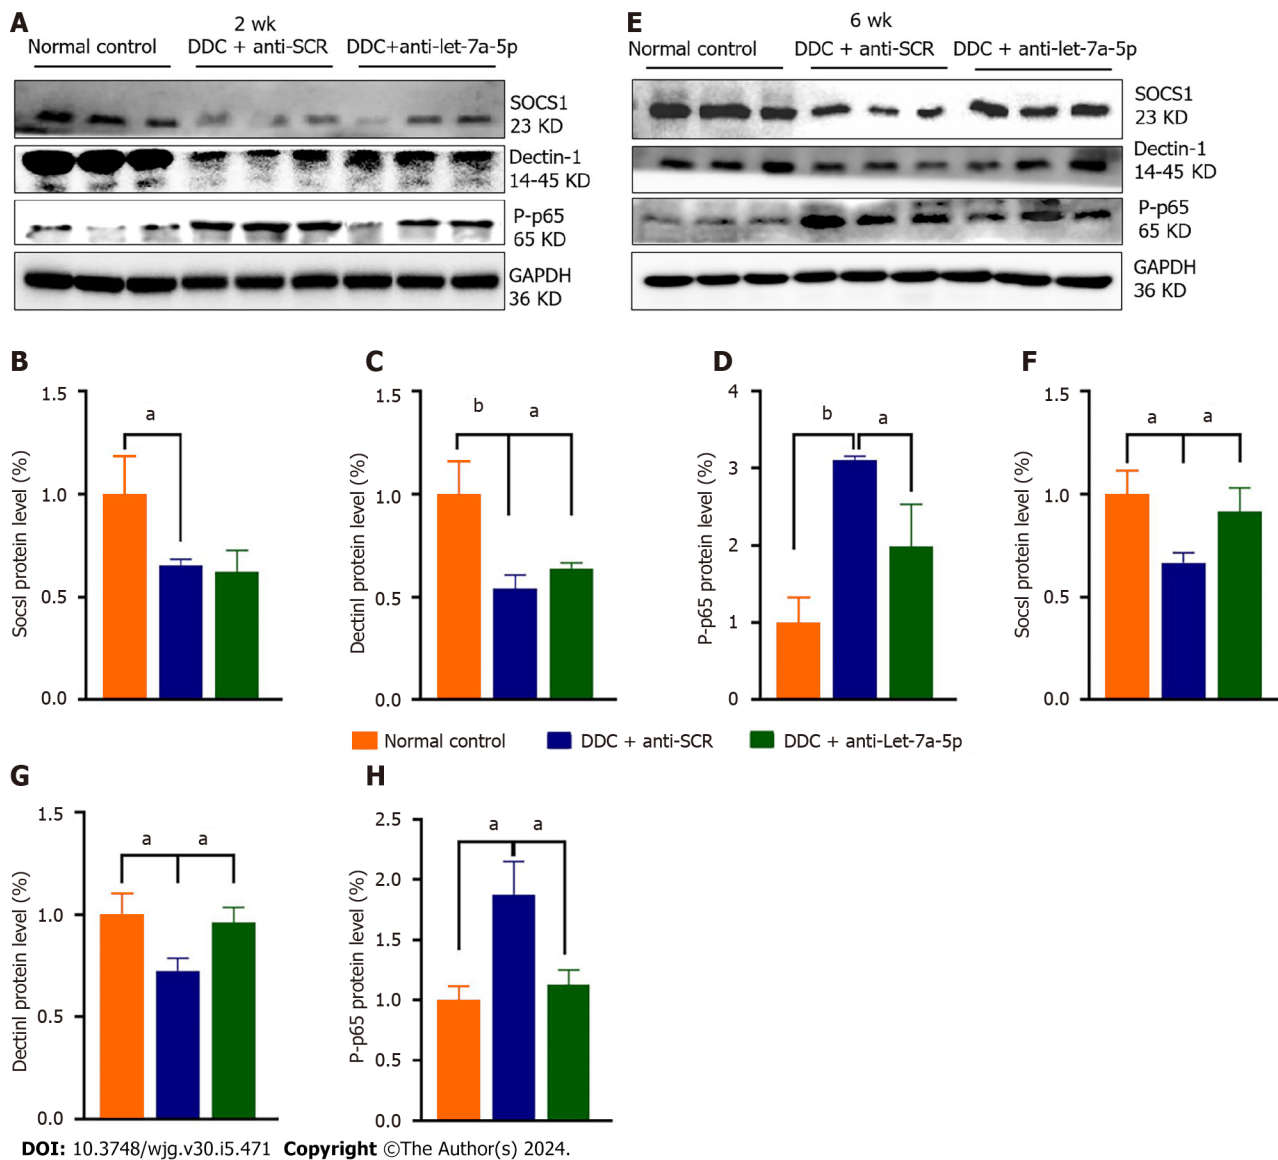 A
2 wk
Normal control DDC + anti-SCR DDC+anti-let-7a-5p
SOCS1
23 KD
Dectin-1
14-45 KD
P-p65
65 KD
GAPDH
36 KD
E
6 wk
Normal control DDC + anti-SCR DDC + anti-let-7a-5p
SOCS1
23 KD
Dectin-1
14-45 KD
P-p65
65 KD
GAPDH
36 KD
B
Socsl protein level (%)
1.5
1.0
0.5
0.0
a
C
Dectinl protein level (%)
1.5
1.0
0.5
0.0
b a
D
P-p65 protein level (%)
4
3
2
1
0
b a
F
Socsl protein level (%)
1.5
1.0
0.5
0.0
a a
Normal control DDC + anti-SCR DDC + anti-Let-7a-5p
G
Dectinl protein level (%)
1.5
1.0
0.5
0.0
a a
H
P-p65 protein level (%)
2.5
2.0
1.5
1.0
0.5
0.0
a a
DOI: 10.3748/wjg.v30.i5.471 Copyright ©The Author(s) 2024.